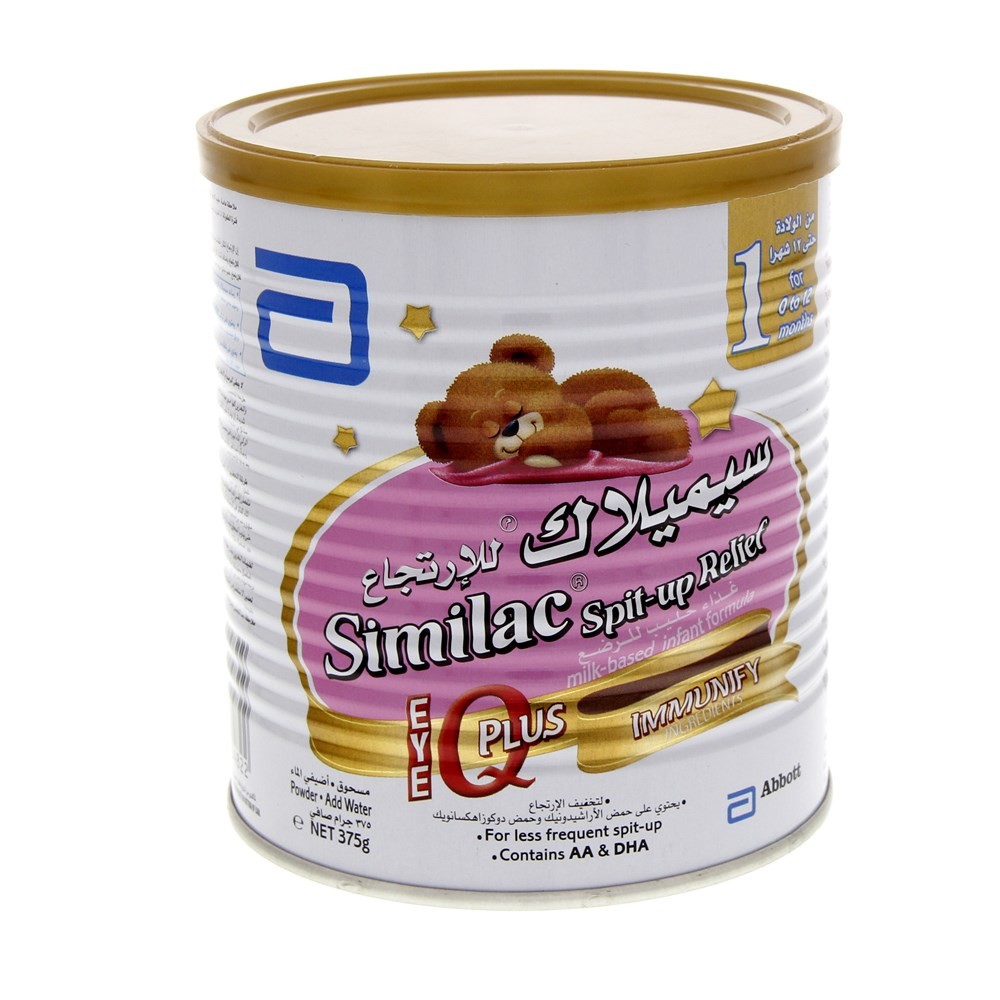 من الولادة
حتى ١٢ شهرا
1
for
0 to 12
months
سيميلاك
للإرتجاع
Similac® Spit-up Relief
غذاء حليب للرضع
milk-based infant formula
EYE Q PLUS
IMMUNIFY
INGREDIENTS
مسحوق • أضيفي الماء
Powder • Add Water
٣٧٥ جرام صافي
e NET 375g
•لتخفيف الإرتجاع
•يحتوي على حمض الأراشيدونيك وحمض دوكوزاهكسانويك
•For less frequent spit-up
•Contains AA & DHA
Abbott